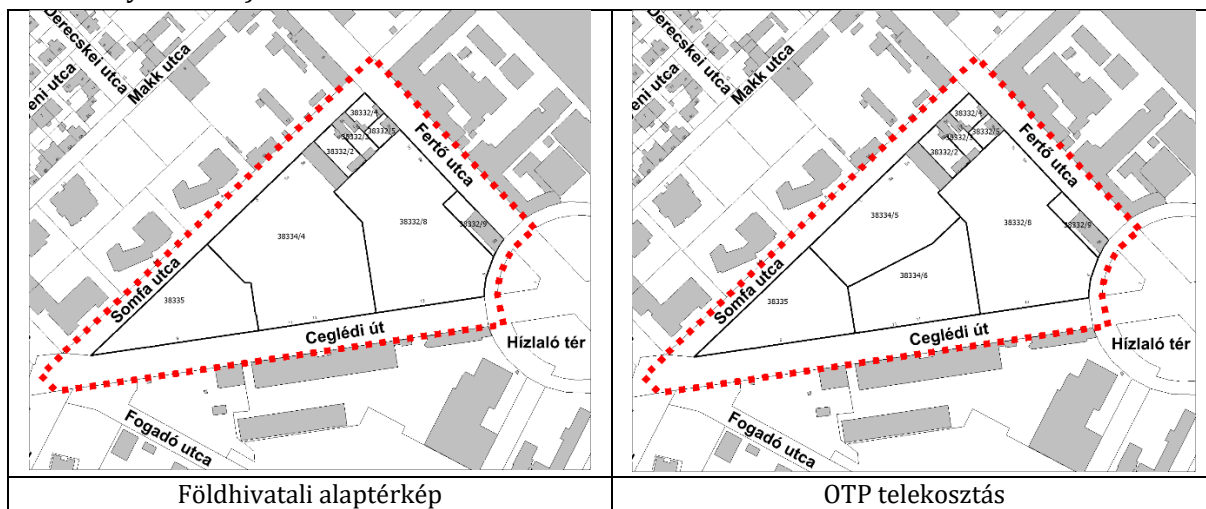 Derecskei utca
eni utca
Makk utca
38332/4
38332/5
38332/2
Fertő utca
38332/8
38332/9
38334/4
Somfa utca
38335
Ceglédi út
Hízlaló tér
Fogadó utca
Földhivatali alaptérkép
Derecskei utca
eni utca
Makk utca
38332/4
38332/5
38332/2
Fertő utca
38332/8
38332/9
38334/5
38334/6
Somfa utca
38335
Ceglédi út
Hízlaló tér
Fogadó utca
OTP telekosztás